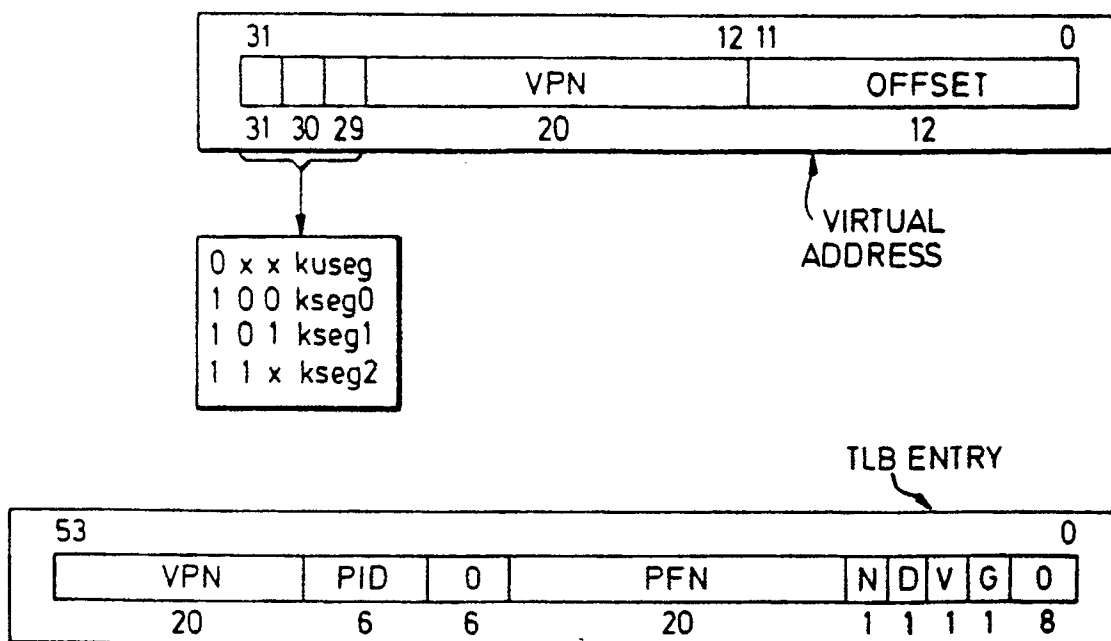 31 12 11 0
VPN OFFSET
31 30 29 20 12
VIRTUAL
ADDRESS
0 x x kuseg
1 0 0 kseg0
1 0 1 kseg1
1 1 x kseg2
TLB ENTRY
53 0
VPN PID 0 PFN N D V G 0
20 6 6 20 1 1 1 1 8